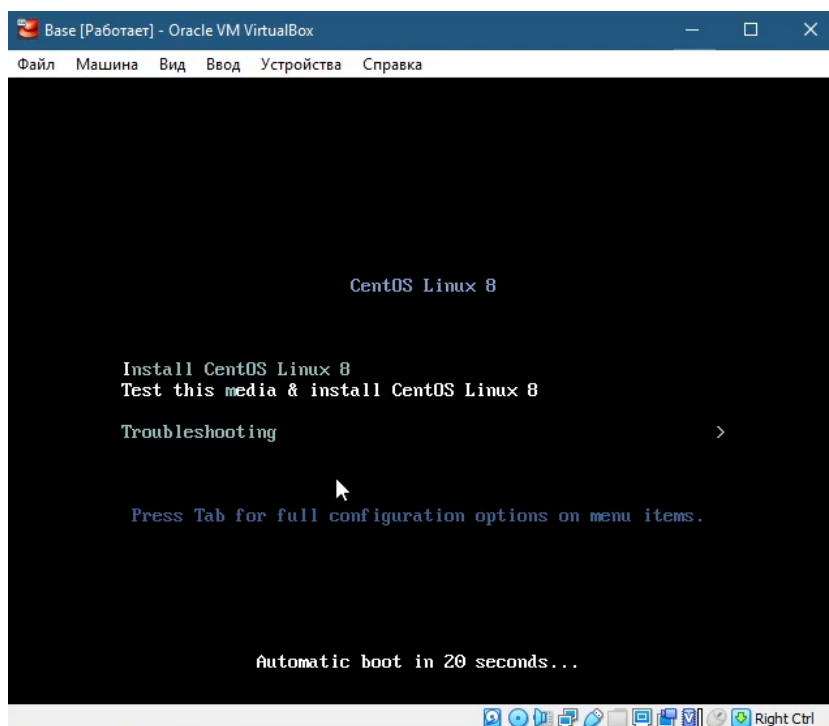 Base [Работает] - Oracle VM VirtualBox
Файл Машина Вид Ввод Устройства Справка
CentOS Linux 8
Install CentOS Linux 8
Test this media & install CentOS Linux 8
Troubleshooting >
Press Tab for full configuration options on menu items.
Automatic boot in 20 seconds...
Right Ctrl